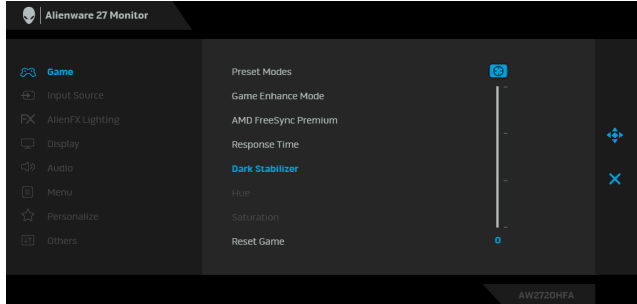 Alienware 27 Monitor
Game
Input Source
AlienFX Lighting
Display
Audio
Menu
Personalize
Others
Preset Modes
Game Enhance Mode
AMD FreeSync Premium
Response Time
Dark Stabilizer
Hue
Saturation
Reset Game
0
AW2720HFA